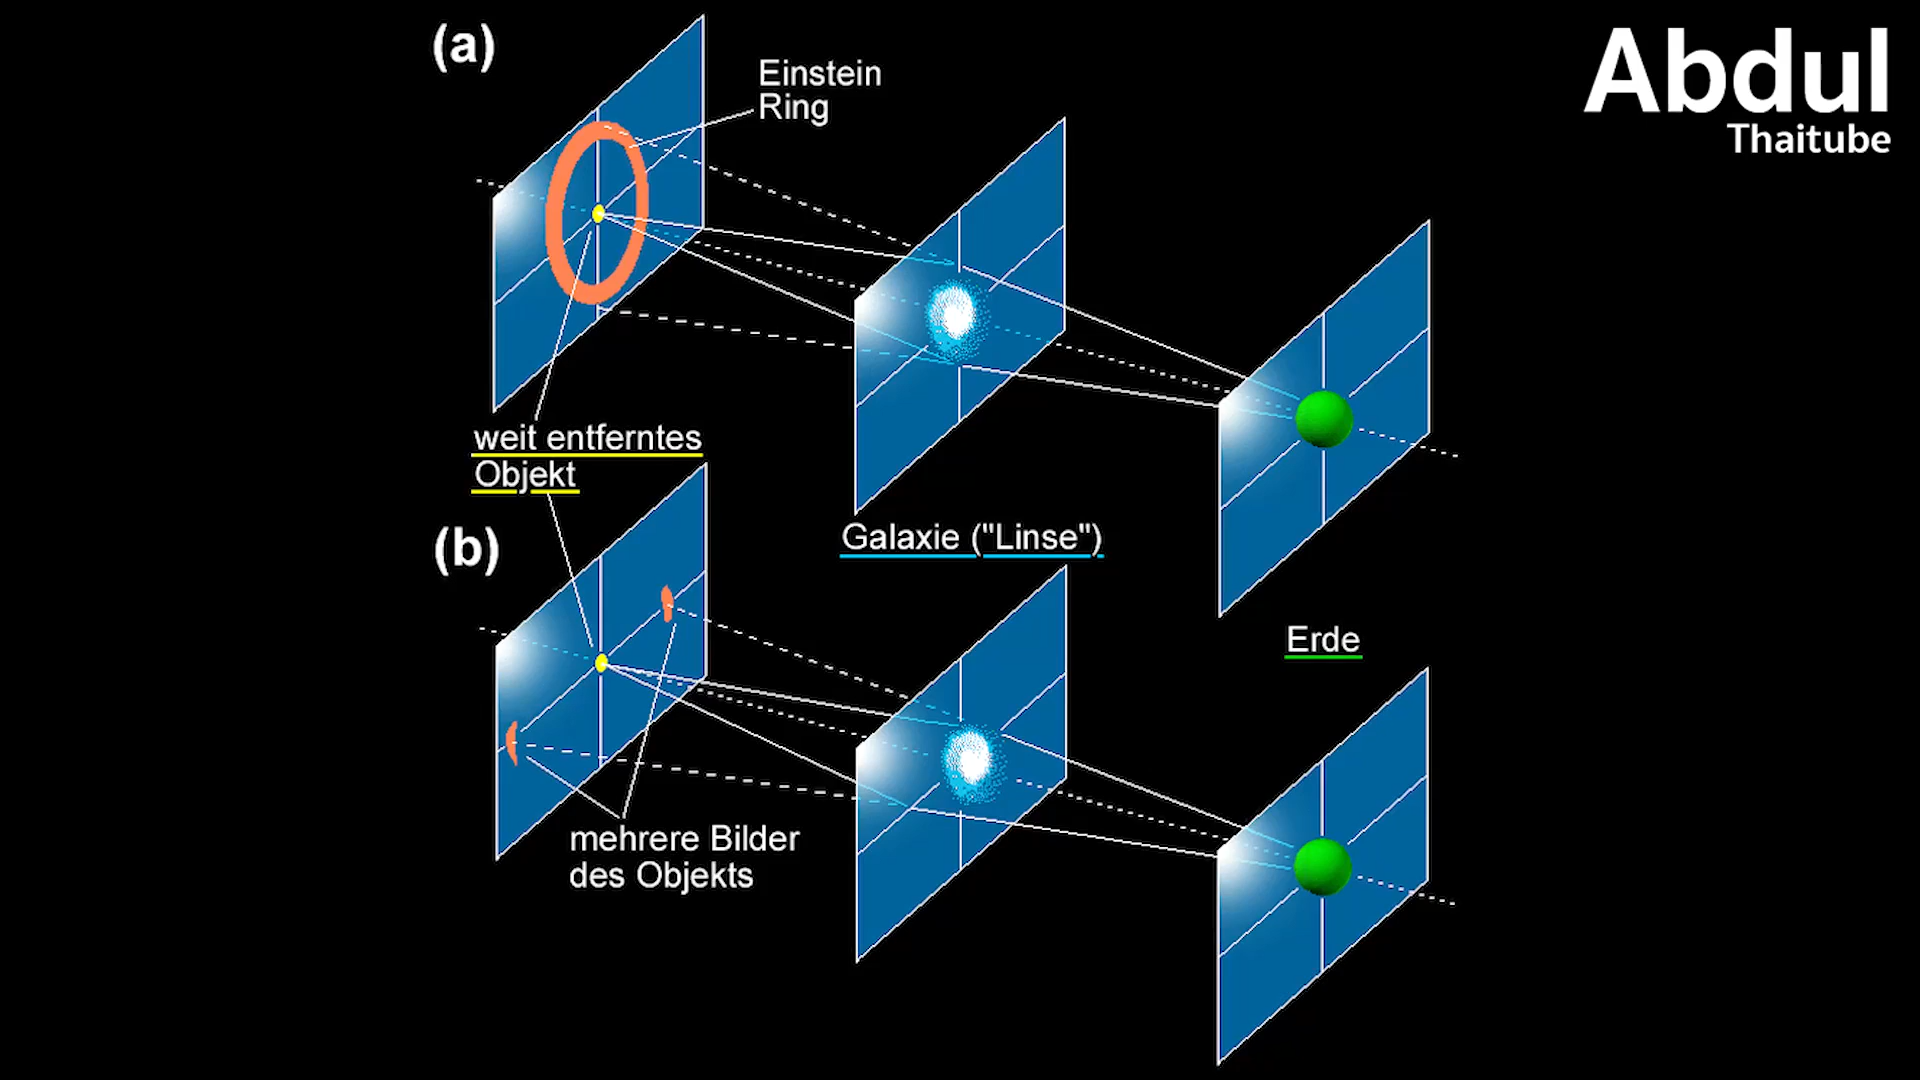 (a)
Einstein
Ring
Abdul
Thaitube
weit entferntes
Objekt
(b)
Galaxie ("Linse")
Erde
mehrere Bilder
des Objekts